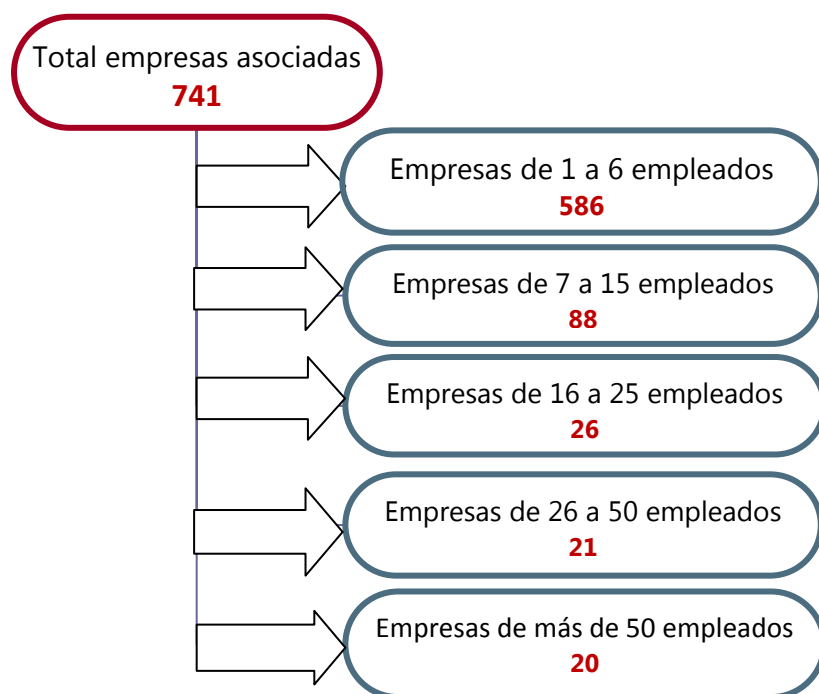 Total empresas asociadas
741
Empresas de 1 a 6 empleados
586
Empresas de 7 a 15 empleados
88
Empresas de 16 a 25 empleados
26
Empresas de 26 a 50 empleados
21
Empresas de más de 50 empleados
20